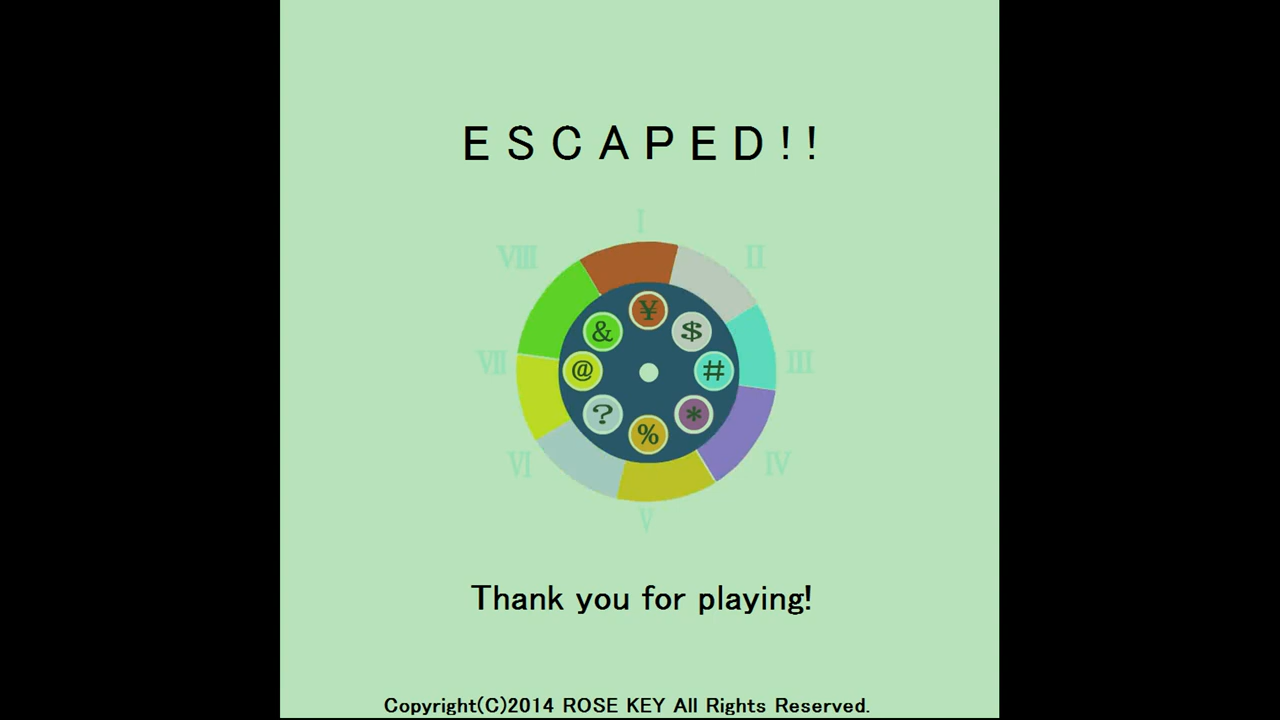 ESCAPED!!
Ⅰ
Ⅷ Ⅱ
¥
& $
Ⅶ @ # Ⅲ
? *
%
Ⅵ Ⅳ
Ⅴ
Thank you for playing!
Copyright(C)2014 ROSE KEY All Rights Reserved.